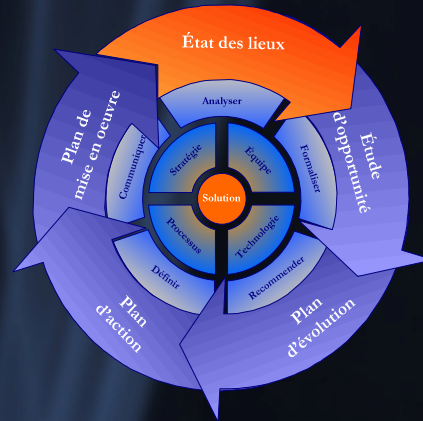 État des lieux
Étude
d'opportunité
Plan
d'évolution
Plan
d'action
Plan de
mise en oeuvre
Analyser
Formaliser
Recommender
Définir
Communiquer
Stratégie
Équipe
Technologie
Processus
Solution